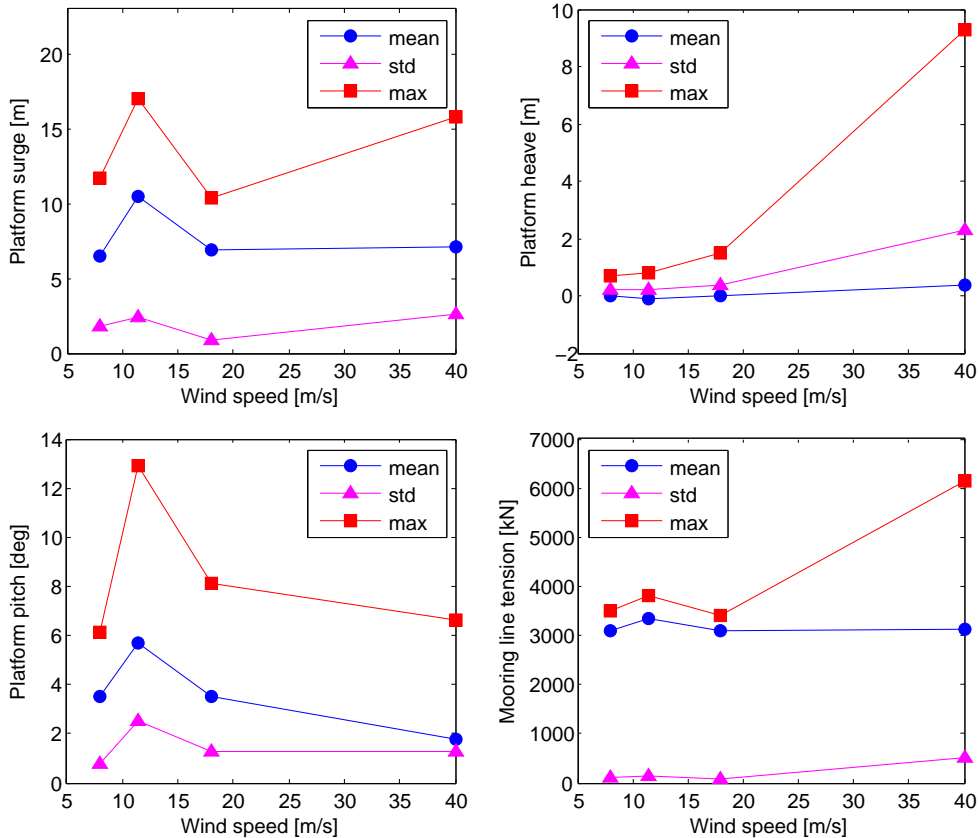 20
15
10
5
0
Platform surge [m]
mean
std
max
5 10 15 20 25 30 35 40
Wind speed [m/s]
10
8
6
4
2
0
−2
Platform heave [m]
mean
std
max
5 10 15 20 25 30 35 40
Wind speed [m/s]
14
12
10
8
6
4
2
0
Platform pitch [deg]
mean
std
max
5 10 15 20 25 30 35 40
Wind speed [m/s]
7000
6000
5000
4000
3000
2000
1000
0
Mooring line tension [kN]
mean
std
max
5 10 15 20 25 30 35 40
Wind speed [m/s]